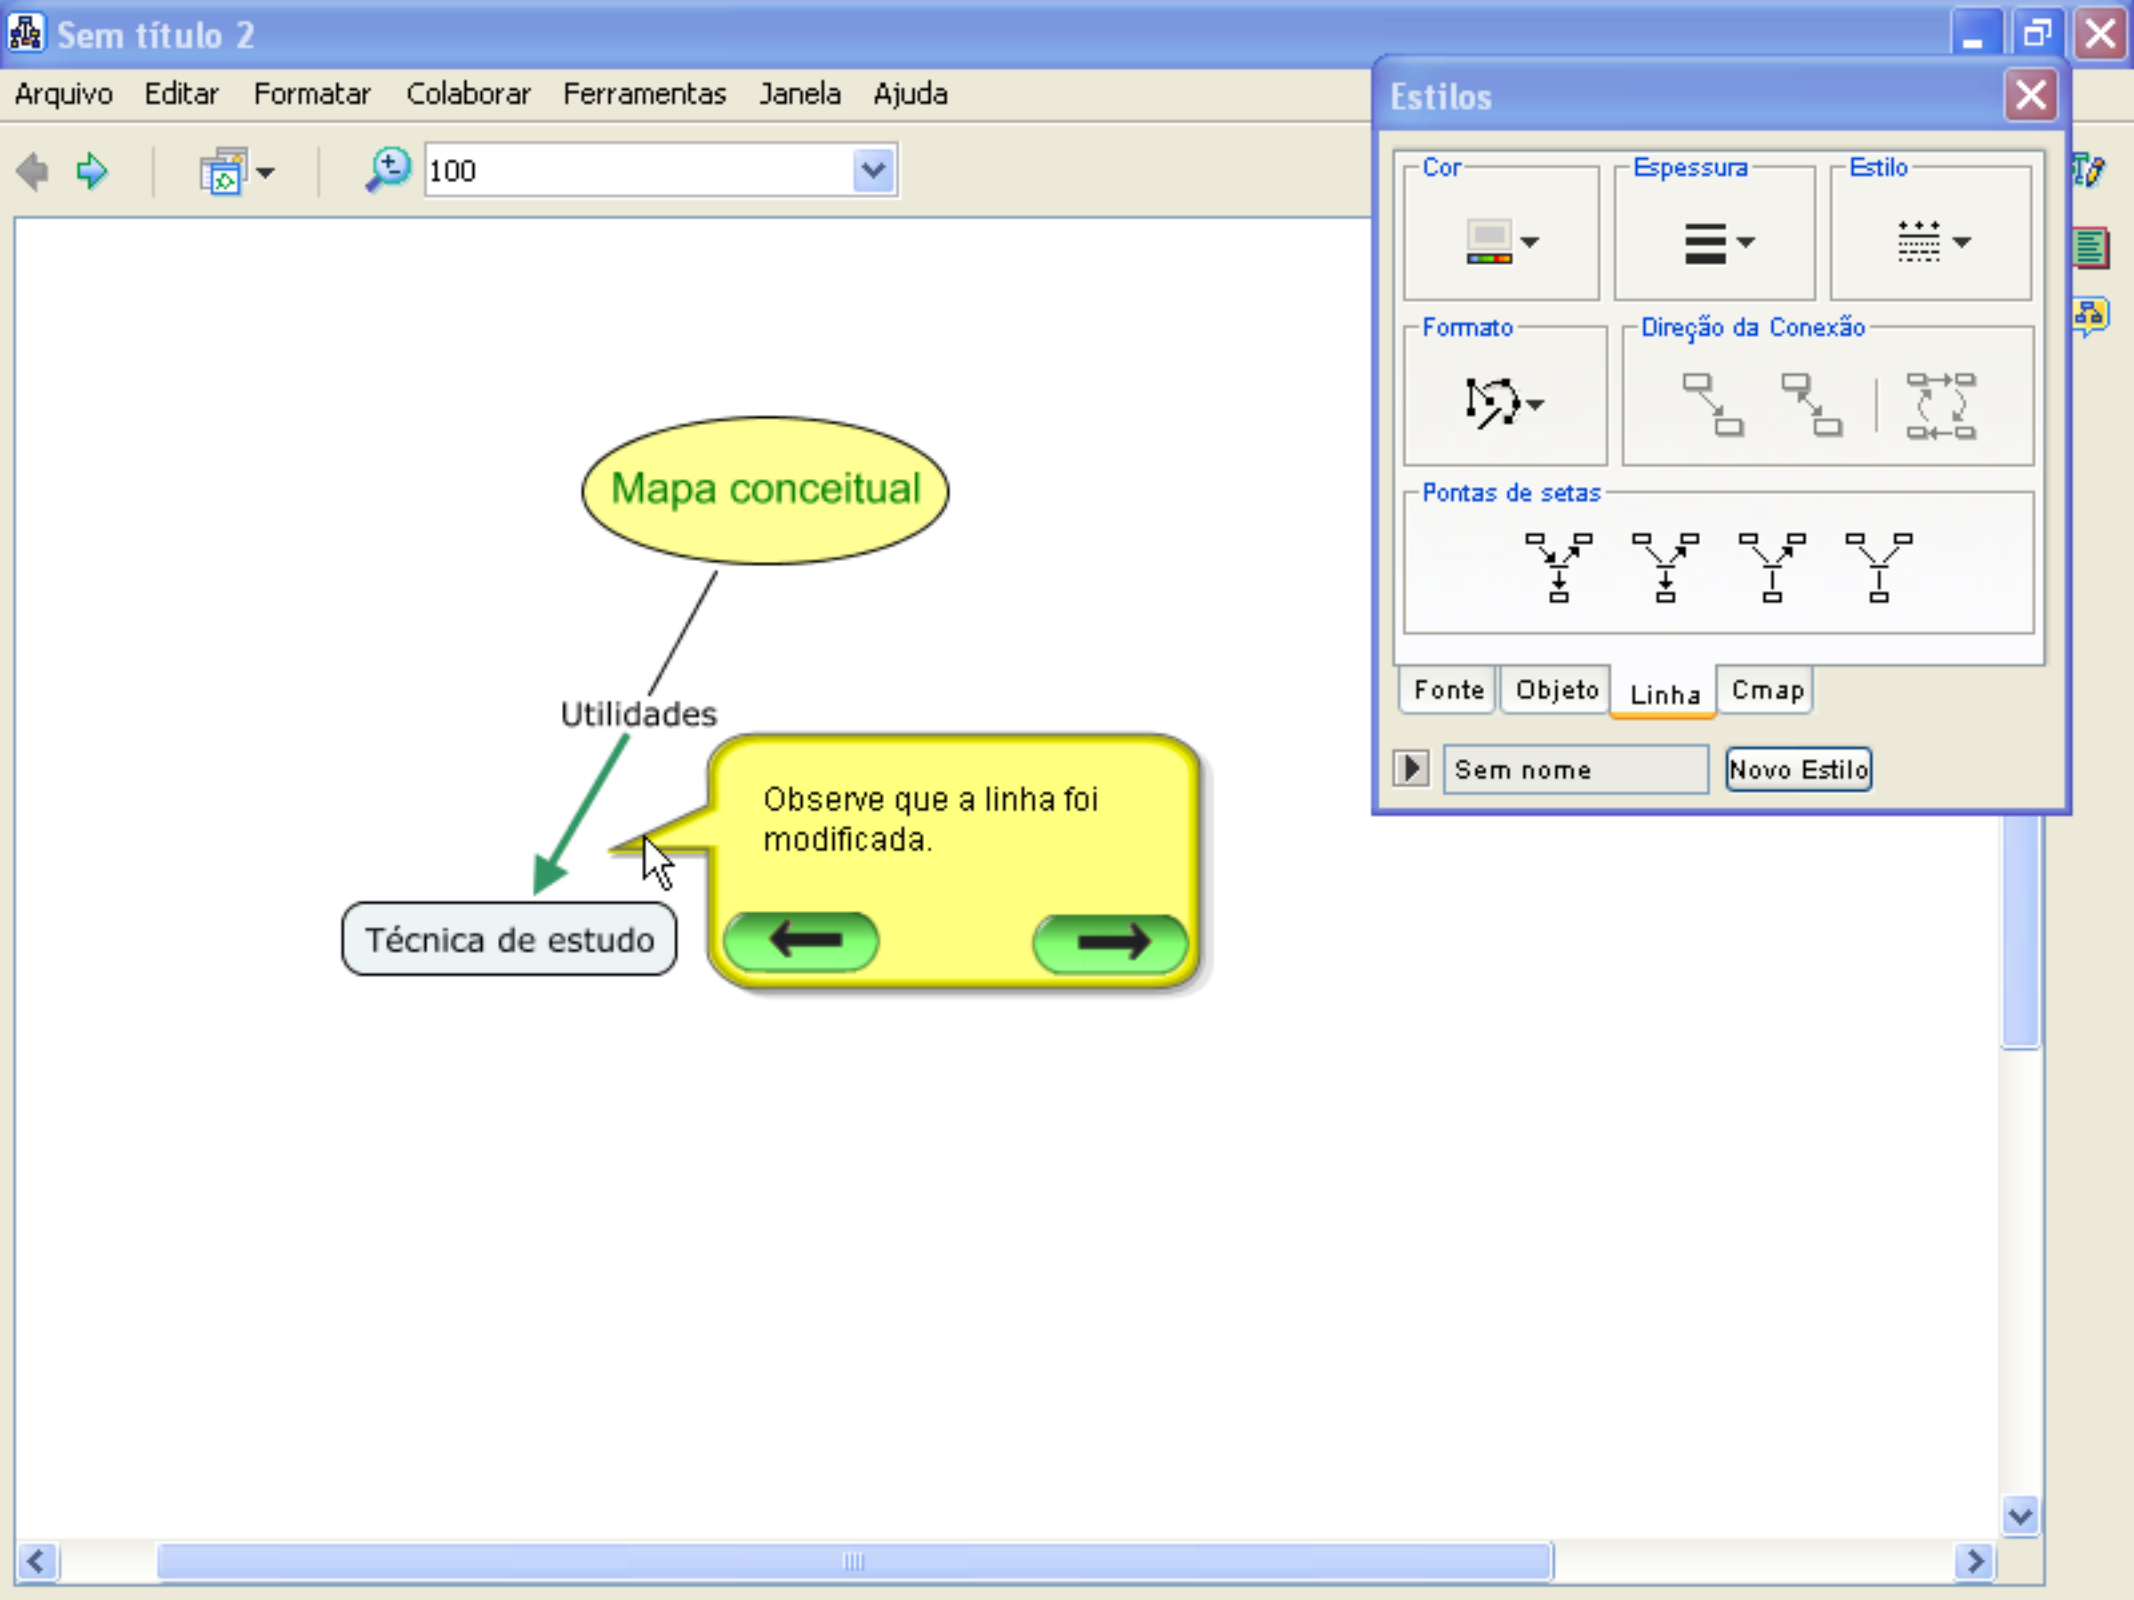 Sem título 2
Arquivo Editar Formatar Colaborar Ferramentas Janela Ajuda
100
Estilos
Cor Espessura Estilo
Formato Direção da Conexão
Pontas de setas
Fonte Objeto Linha Cmap
Sem nome Novo Estilo
Mapa conceitual
Utilidades
Observe que a linha foi
modificada.
Técnica de estudo